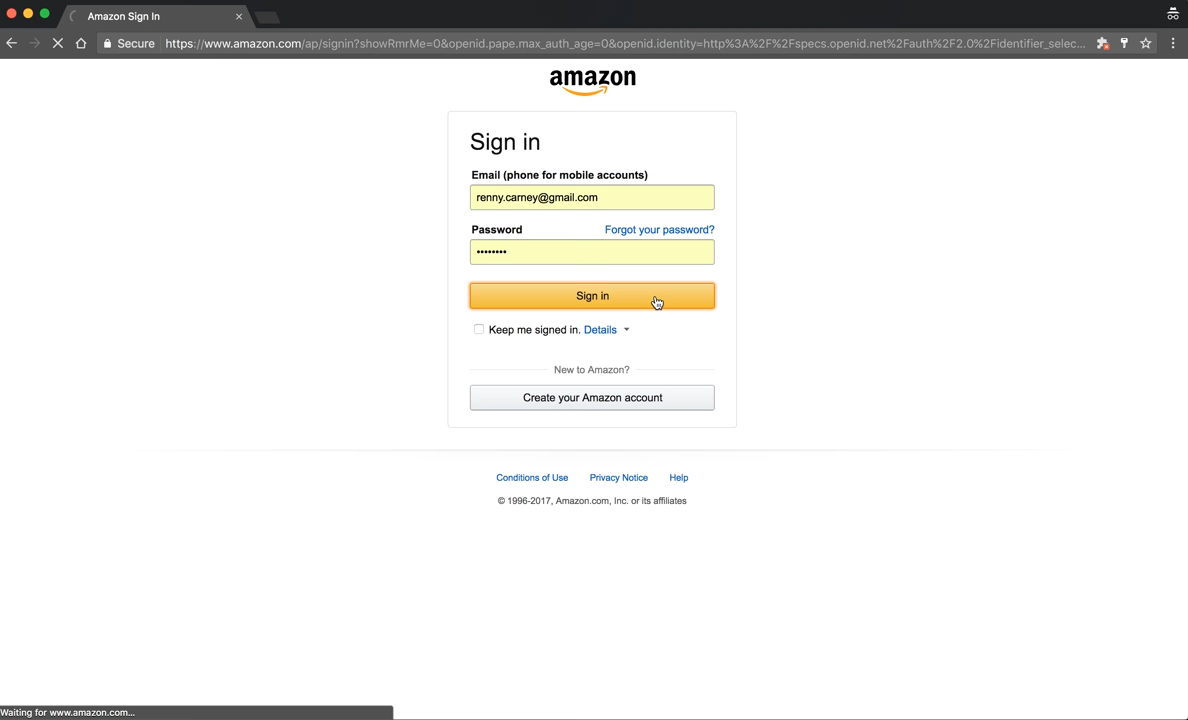 Amazon Sign In
Secure https://www.amazon.com/ap/signin?showRmrMe=0&openid.pape.max_auth_age=0&openid.identity=http%3A%2F%2Fspecs.openid.net%2Fauth%2F2.0%2Fidentifier_selec...
amazon
Sign in
Email (phone for mobile accounts)
renny.carney@gmail.com
Password Forgot your password?
••••••••
Sign in
Keep me signed in. Details
New to Amazon?
Create your Amazon account
Conditions of Use Privacy Notice Help
© 1996-2017, Amazon.com, Inc. or its affiliates
Waiting for www.amazon.com...